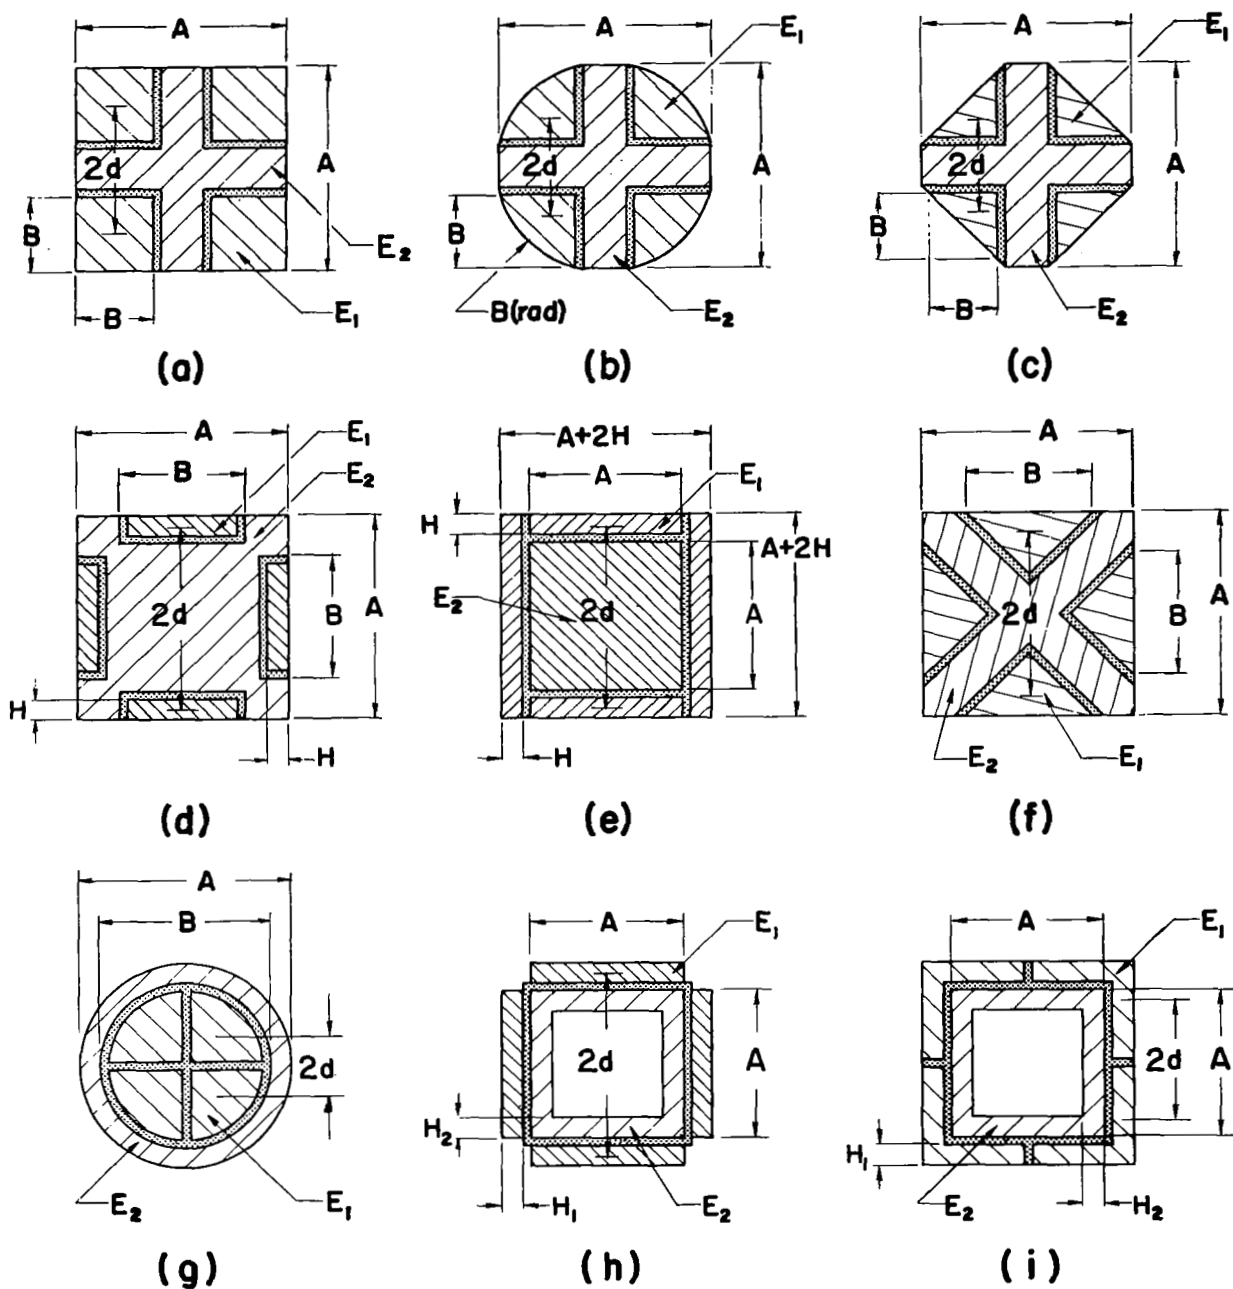 A A A
E₁ E₁
2d A 2d A 2d A
B B B
E₂
B E₁ B(rad) E₂ B E₂
(a) (b) (c)
A E₁ A+2H A
B E₂ A E₁ B
H
2d B A E₂ 2d A A+2H 2d B A
H H H E₂ E₁
(d) (e) (f)
A A E₁ A E₁
B
2d 2d A 2d A
H₂ H₁
E₂ E₁ H₁ E₂ E₂ H₂
(g) (h) (i)